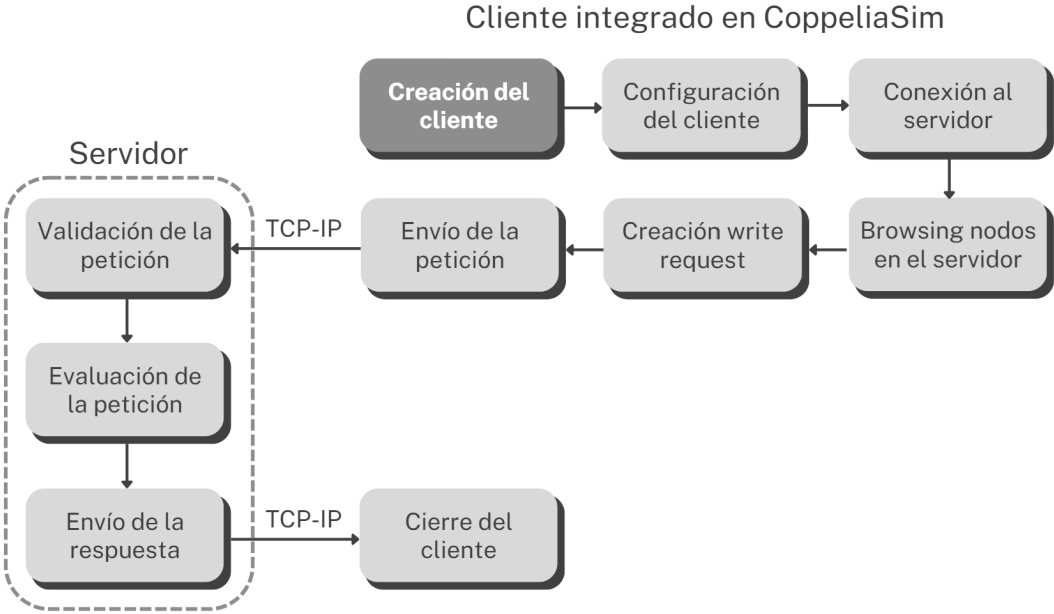 Cliente integrado en CoppeliaSim
Creación del
cliente
Configuración
del cliente
Conexión al
servidor
Servidor
Validación de la
petición
TCP-IP
Envío de la
petición
Creación write
request
Browsing nodos
en el servidor
Evaluación de
la petición
Envío de la
respuesta
TCP-IP
Cierre del
cliente